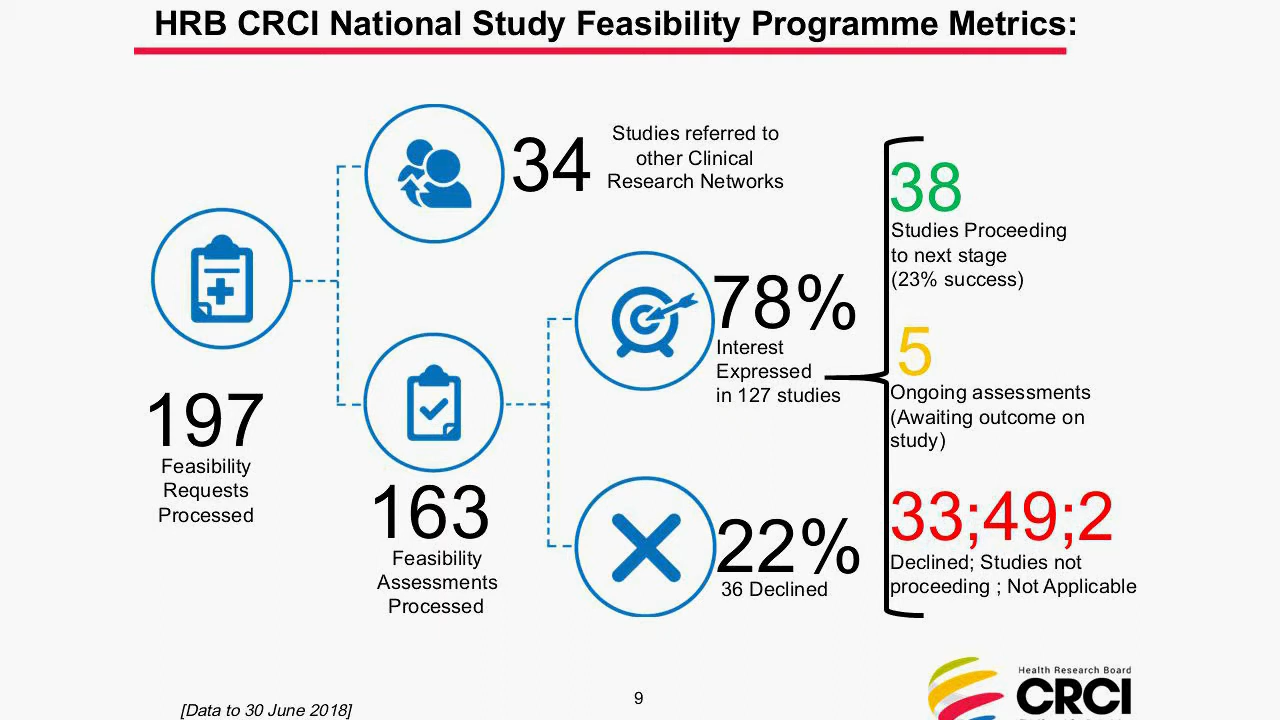 HRB CRCI National Study Feasibility Programme Metrics:
197
Feasibility
Requests
Processed
34
Studies referred to
other Clinical
Research Networks
163
Feasibility
Assessments
Processed
78%
Interest
Expressed
in 127 studies
22%
36 Declined
38
Studies Proceeding
to next stage
(23% success)
5
Ongoing assessments
(Awaiting outcome on
study)
33;49;2
Declined; Studies not
proceeding ; Not Applicable
[Data to 30 June 2018]
9
Health Research Board
CRCI